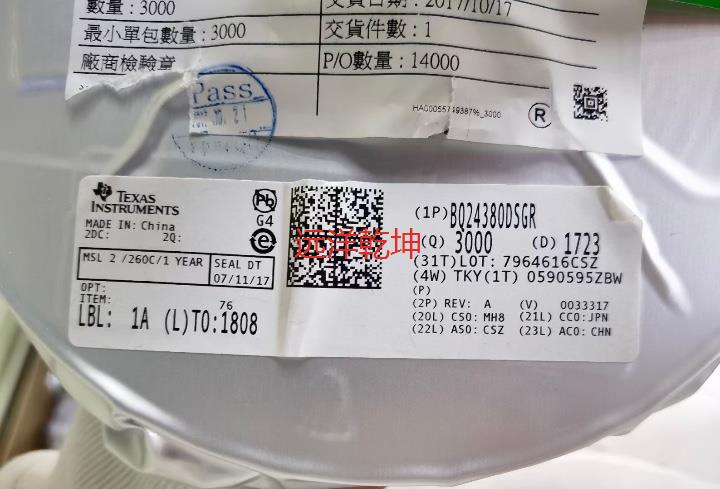 數量 : 3000
交貨日期 : 2017/10/17
最小單包數量 : 3000
交貨件數 : 1
廠商檢驗章
P/O數量 : 14000
Pass
HA00055749387%_3000
R
TEXAS
INSTRUMENTS
Pb
G4
e
MADE IN: China
2DC: 2Q:
MSL 2 /260C/1 YEAR
SEAL DT
07/11/17
OPT:
ITEM:
76
LBL: 1A (L)TO:1808
(1P) BQ24380DSGR
(Q) 3000 (D) 1723
(31T)LOT: 7964616CSZ
(4W) TKY(1T) 0590595ZBW
(P)
(2P) REV: A (V) 0033317
(20L) CSO: MH8 (21L) CCO:JPN
(22L) ASO: CSZ (23L) ACO: CHN
远洋乾坤